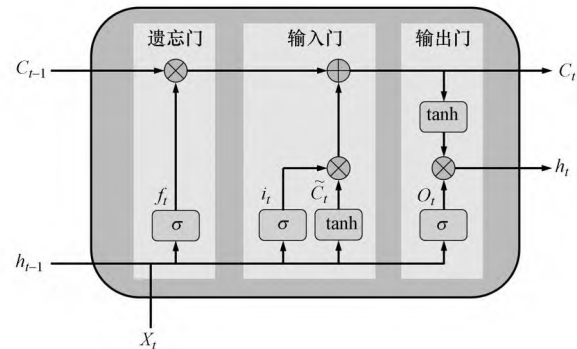 遗忘门 输入门 输出门
C_{t-1} C_t
tanh
h_t
f_t i_t C̃_t O_t
σ σ tanh σ
h_{t-1}
X_t